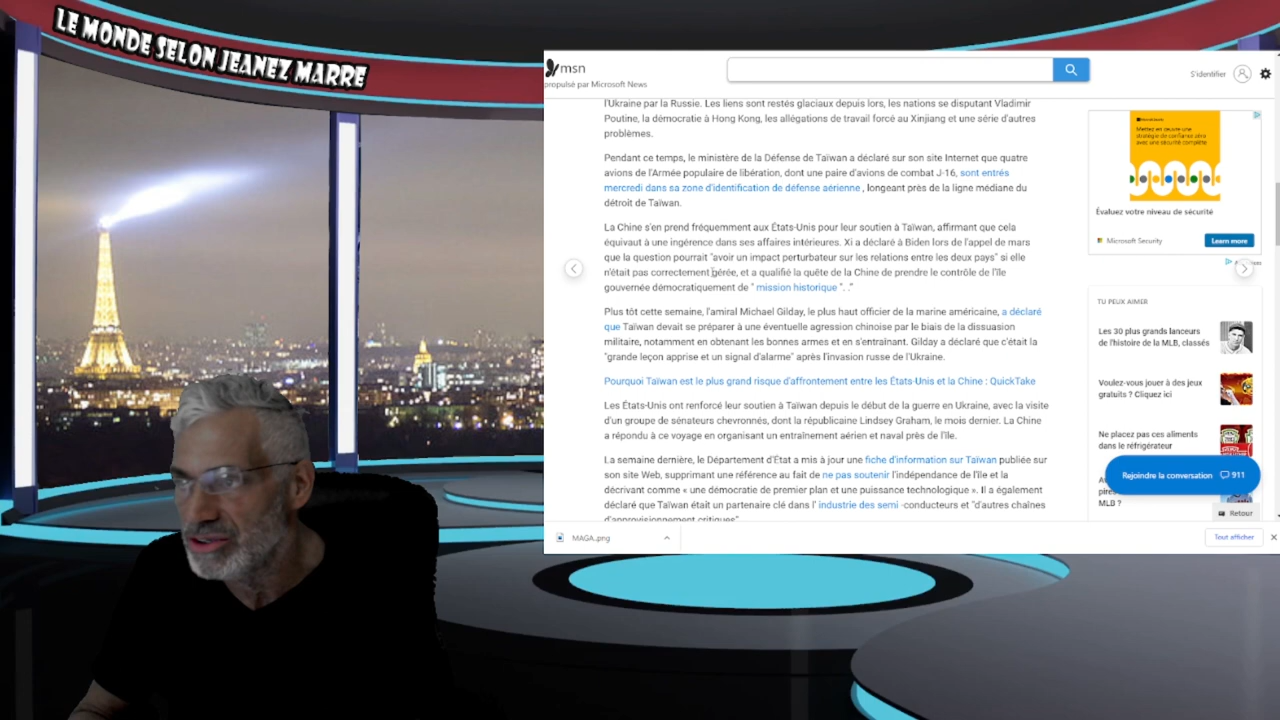 LE MONDE SELON JEANEZ MARRE
msn
propulsé par Microsoft News
S'identifier
l'Ukraine par la Russie. Les liens sont restés glaciaux depuis lors, les nations se disputant Vladimir
Poutine, la démocratie à Hong Kong, les allégations de travail forcé au Xinjiang et une série d'autres
problèmes.
Pendant ce temps, le ministère de la Défense de Taïwan a déclaré sur son site Internet que quatre
avions de l'Armée populaire de libération, dont une paire d'avions de combat J-16, sont entrés
mercredi dans sa zone d'identification de défense aérienne , longeant près de la ligne médiane du
détroit de Taïwan.
La Chine s'en prend fréquemment aux États-Unis pour leur soutien à Taïwan, affirmant que cela
équivaut à une ingérence dans ses affaires intérieures. Xi a déclaré à Biden lors de l'appel de mars
que la question pourrait "avoir un impact perturbateur sur les relations entre les deux pays" si elle
n'était pas correctement gérée, et a qualifié la quête de la Chine de prendre le contrôle de l'île
gouvernée démocratiquement de " mission historique ". ."
Plus tôt cette semaine, l'amiral Michael Gilday, le plus haut officier de la marine américaine, a déclaré
que Taïwan devait se préparer à une éventuelle agression chinoise par le biais de la dissuasion
militaire, notamment en obtenant les bonnes armes et en s'entraînant. Gilday a déclaré que c'était la
"grande leçon apprise et un signal d'alarme" après l'invasion russe de l'Ukraine.
Pourquoi Taïwan est le plus grand risque d'affrontement entre les États-Unis et la Chine : QuickTake
Les États-Unis ont renforcé leur soutien à Taïwan depuis le début de la guerre en Ukraine, avec la visite
d'un groupe de sénateurs chevronnés, dont la républicaine Lindsey Graham, le mois dernier. La Chine
a répondu à ce voyage en organisant un entraînement aérien et naval près de l'île.
La semaine dernière, le Département d'État a mis à jour une fiche d'information sur Taïwan publiée sur
son site Web, supprimant une référence au fait de ne pas soutenir l'indépendance de l'île et la
décrivant comme « une démocratie de premier plan et une puissance technologique ». Il a également
déclaré que Taïwan était un partenaire clé dans l' industrie des semi -conducteurs et "d'autres chaînes
d'approvisionnement critiques"
Mettez en œuvre une
stratégie de confiance zéro
avec une sécurité complète
Évaluez votre niveau de sécurité
Microsoft Security
Learn more
TU PEUX AIMER
Les 30 plus grands lanceurs
de l'histoire de la MLB, classés
Voulez-vous jouer à des jeux
gratuits ? Cliquez ici
Ne placez pas ces aliments
dans le réfrigérateur
Rejoindre la conversation 911
MLB ?
Retour
MAGA.png
Tout afficher